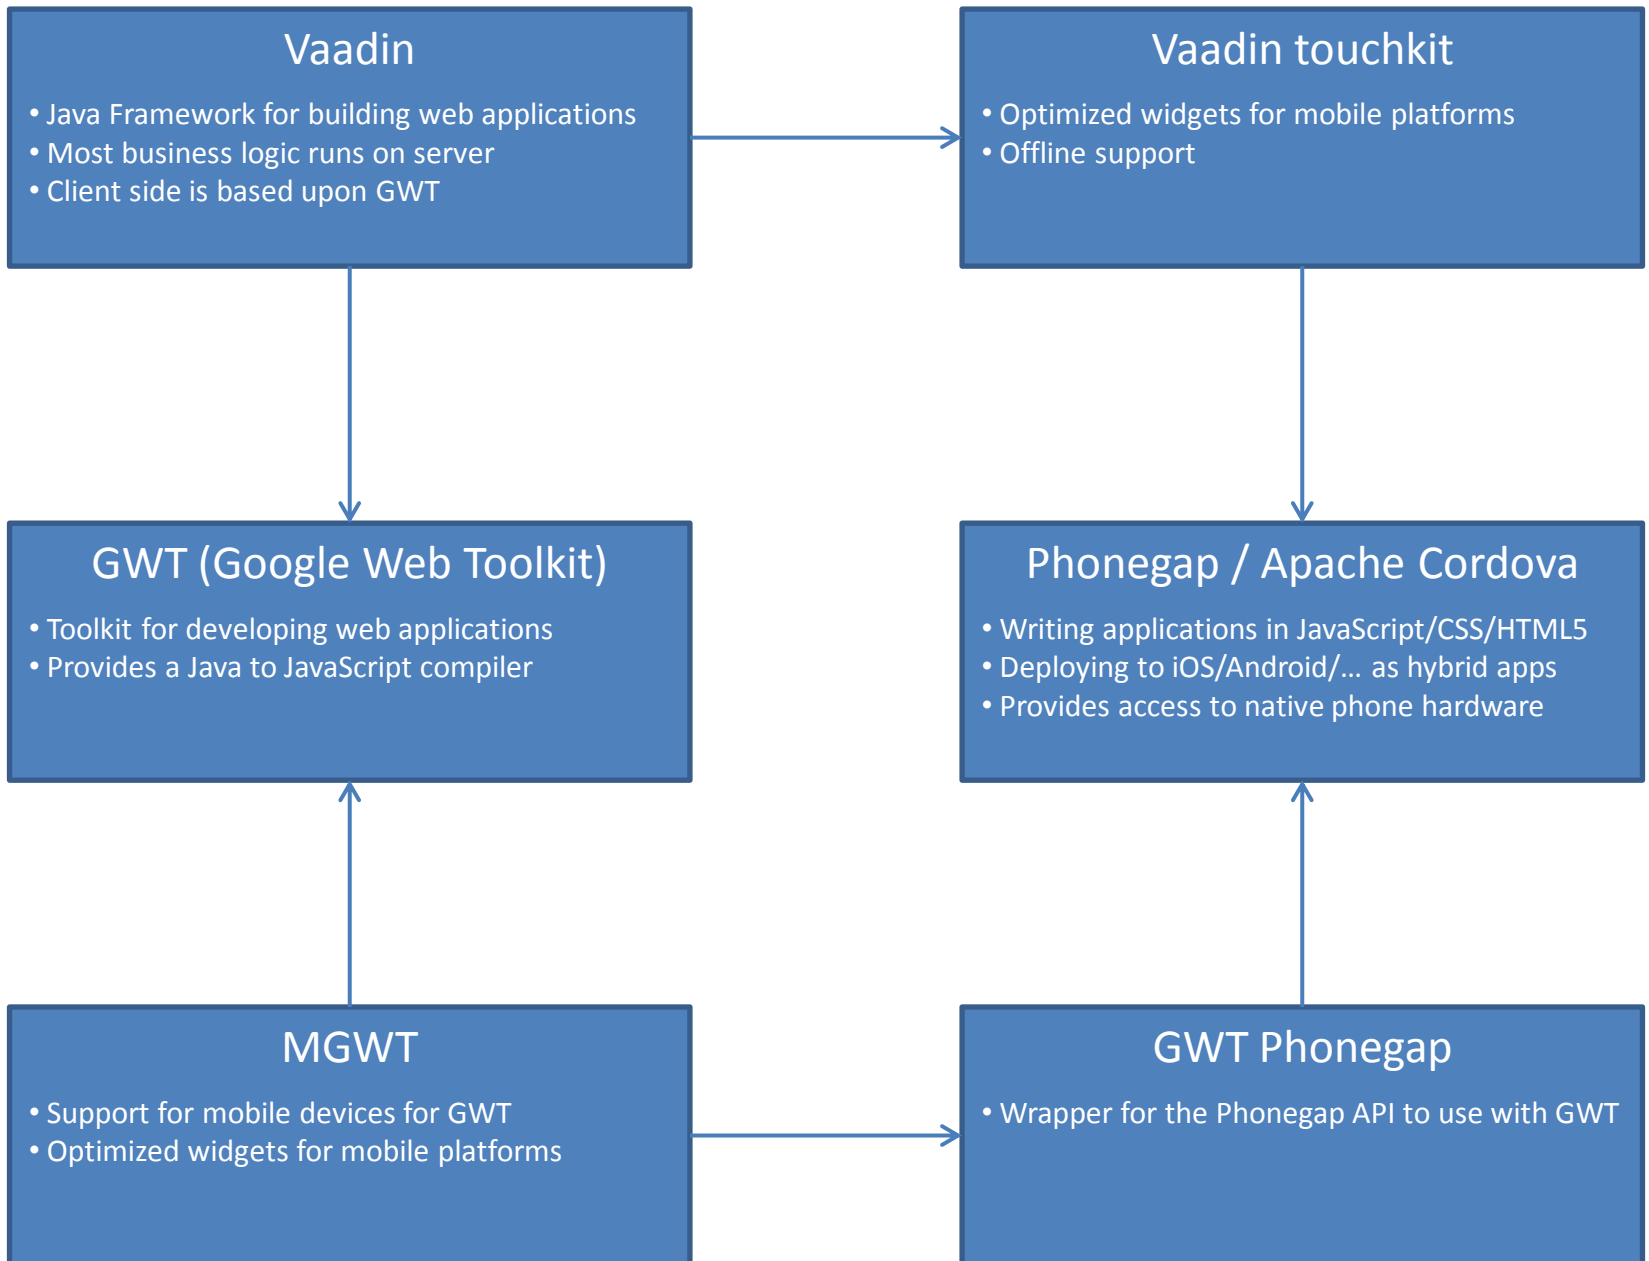 Vaadin
• Java Framework for building web applications
• Most business logic runs on server
• Client side is based upon GWT
Vaadin touchkit
• Optimized widgets for mobile platforms
• Offline support
GWT (Google Web Toolkit)
• Toolkit for developing web applications
• Provides a Java to JavaScript compiler
Phonegap / Apache Cordova
• Writing applications in JavaScript/CSS/HTML5
• Deploying to iOS/Android/... as hybrid apps
• Provides access to native phone hardware
MGWT
• Support for mobile devices for GWT
• Optimized widgets for mobile platforms
GWT Phonegap
• Wrapper for the Phonegap API to use with GWT